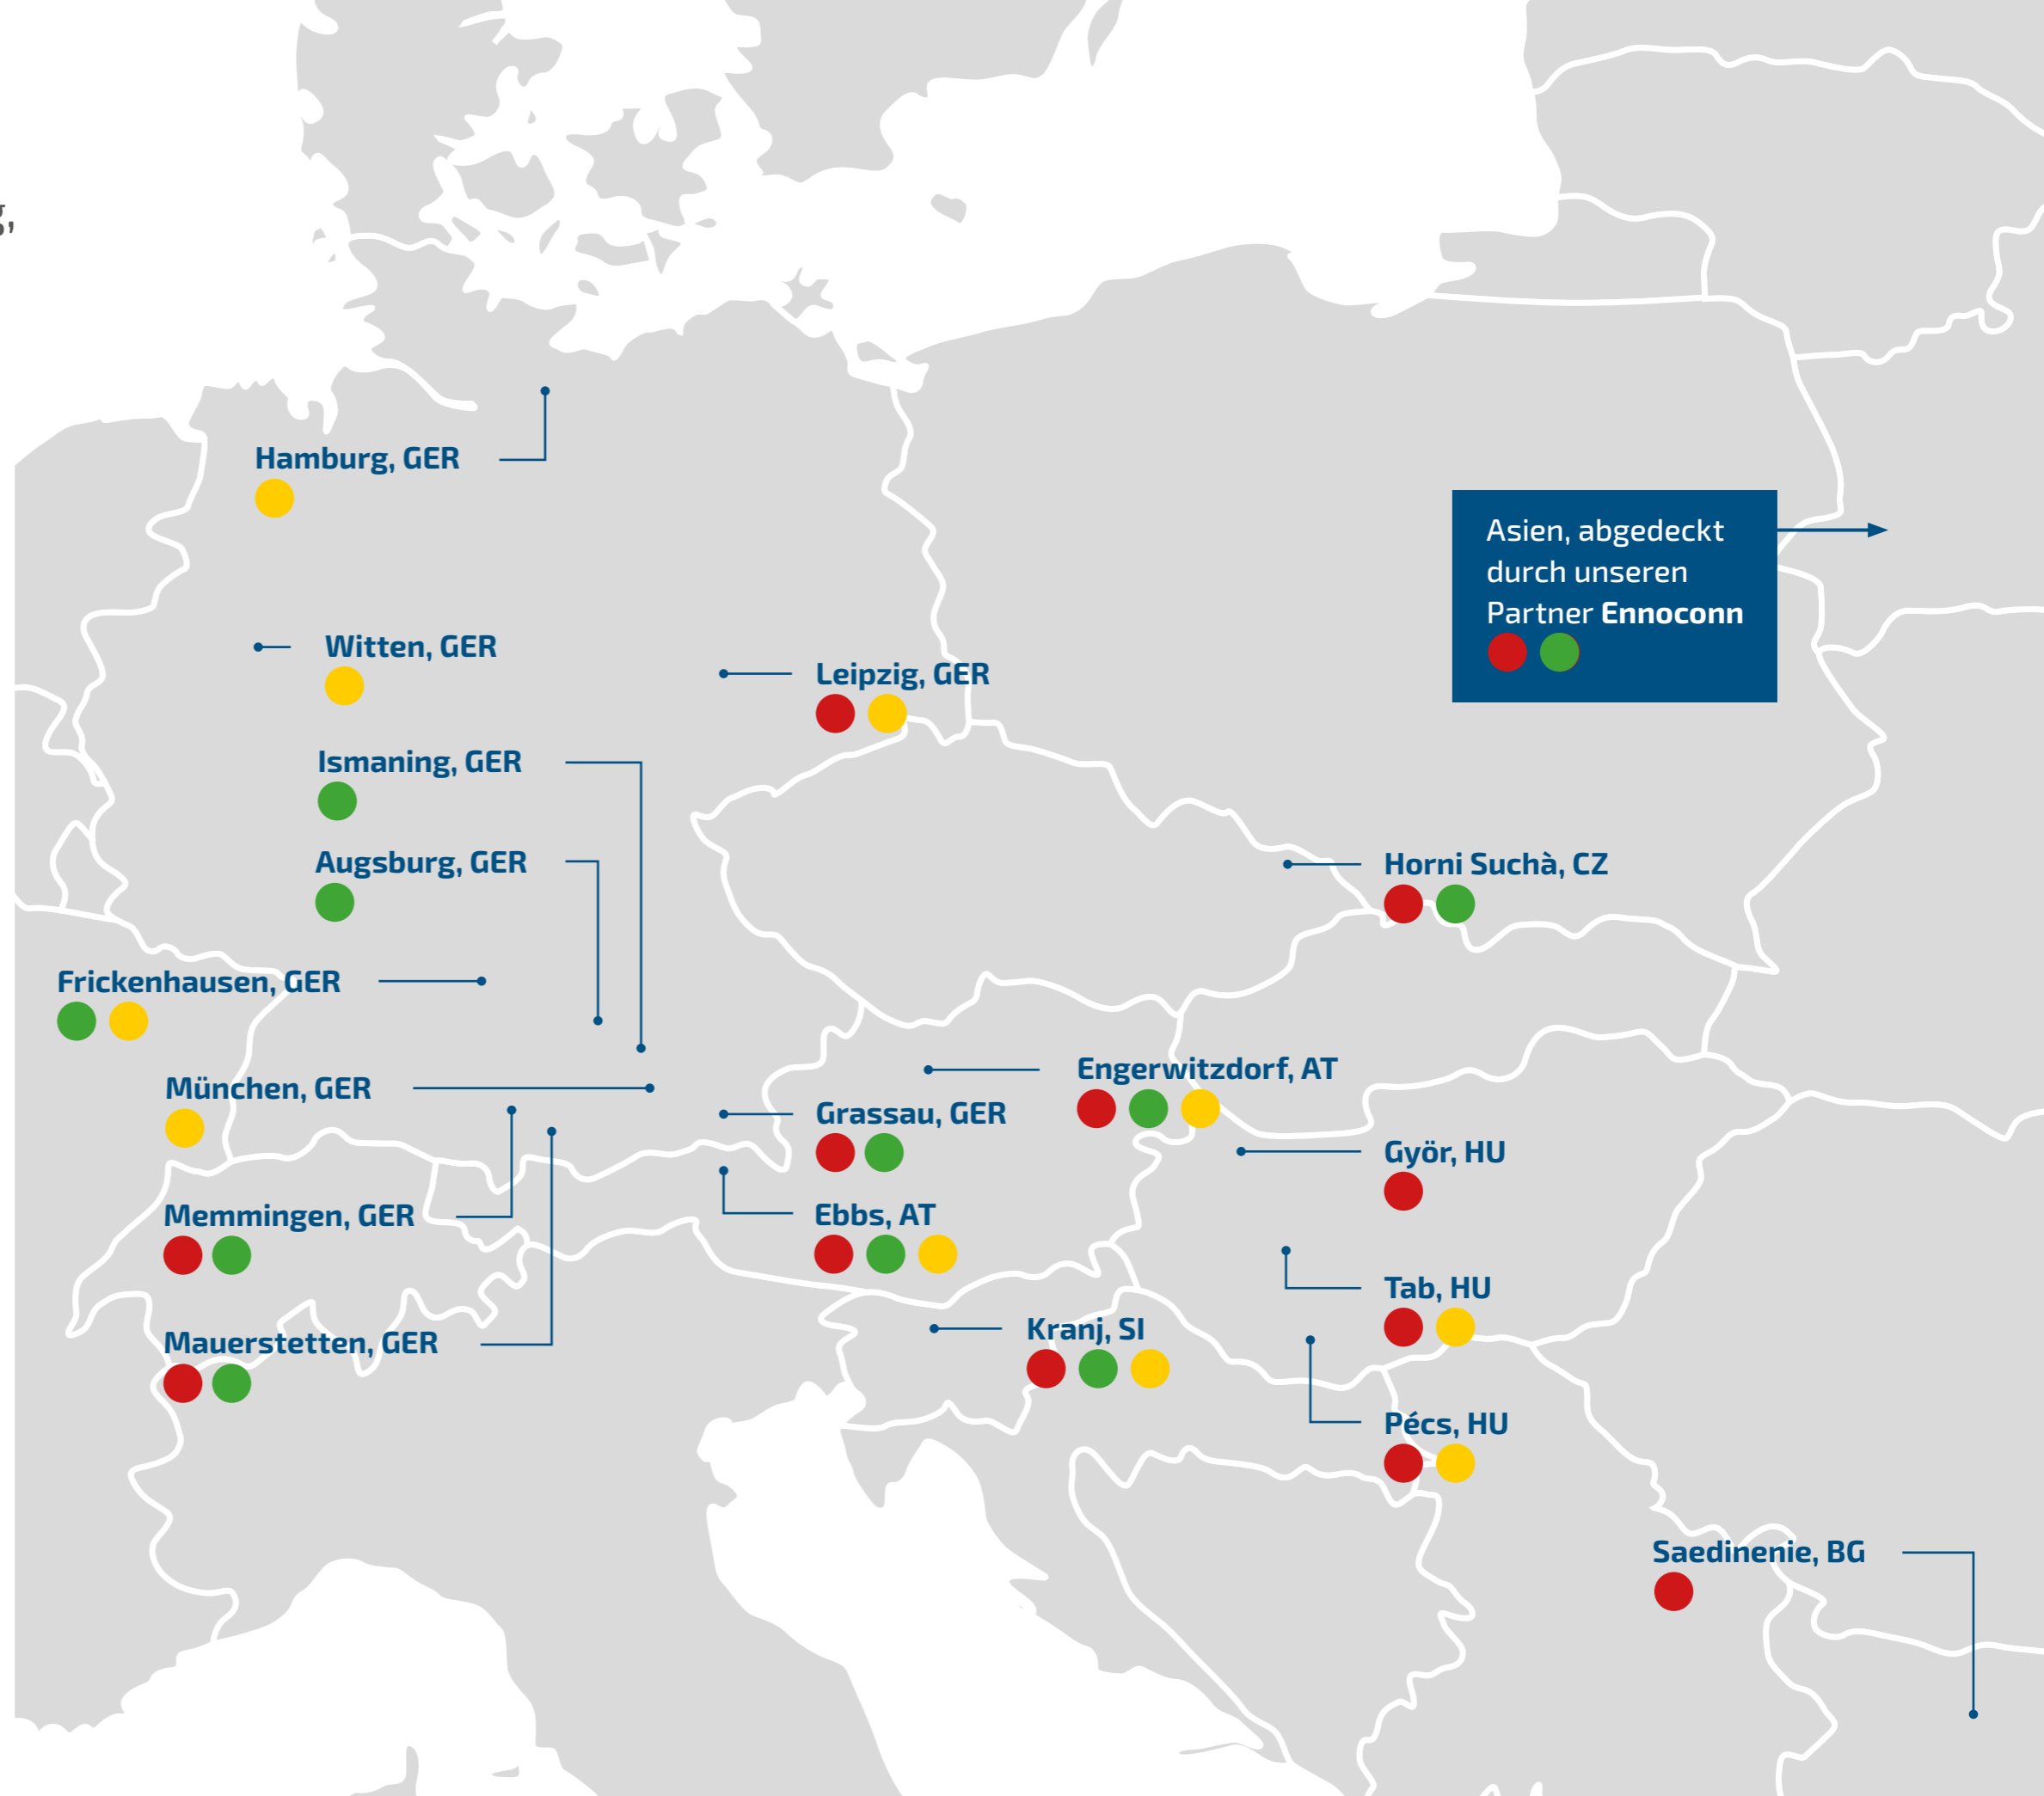 g,
Hamburg, GER
Asien, abgedeckt
durch unseren
Partner Ennoconn
Witten, GER
Leipzig, GER
Ismaning, GER
Augsburg, GER
Horni Suchà, CZ
Frickenhausen, GER
Engerwitzdorf, AT
München, GER
Grassau, GER
Györ, HU
Memmingen, GER
Ebbs, AT
Tab, HU
Kranj, SI
Mauerstetten, GER
Pécs, HU
Saedinenie, BG